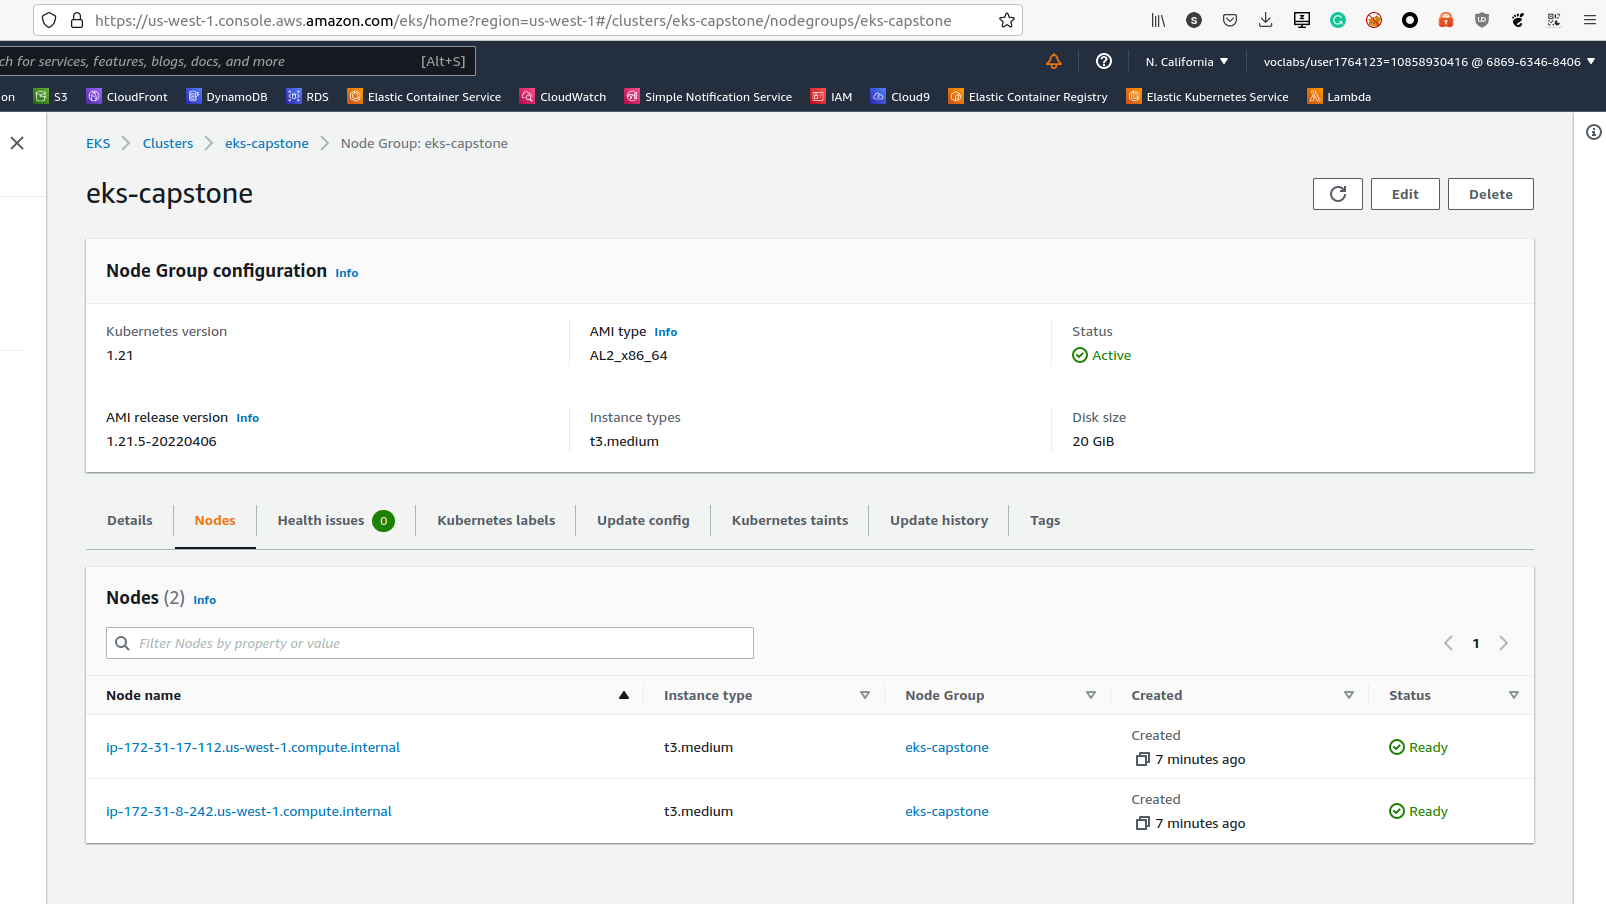 https://us-west-1.console.aws.amazon.com/eks/home?region=us-west-1#/clusters/eks-capstone/nodegroups/eks-capstone
ch for services, features, blogs, docs, and more [Alt+S] N. California ▼ voclabs/user1764123=10858930416 @ 6869-6346-8406 ▼
on S3 CloudFront DynamoDB RDS Elastic Container Service CloudWatch Simple Notification Service IAM Cloud9 Elastic Container Registry Elastic Kubernetes Service Lambda
EKS > Clusters > eks-capstone > Node Group: eks-capstone
eks-capstone Edit Delete
Node Group configuration Info
Kubernetes version AMI type Info Status
1.21 AL2_x86_64 Active
AMI release version Info Instance types Disk size
1.21.5-20220406 t3.medium 20 GiB
Details Nodes Health issues 0 Kubernetes labels Update config Kubernetes taints Update history Tags
Nodes (2) Info
Filter Nodes by property or value 1
Node name Instance type Node Group Created Status
ip-172-31-17-112.us-west-1.compute.internal t3.medium eks-capstone Created Ready
7 minutes ago
ip-172-31-8-242.us-west-1.compute.internal t3.medium eks-capstone Created Ready
7 minutes ago